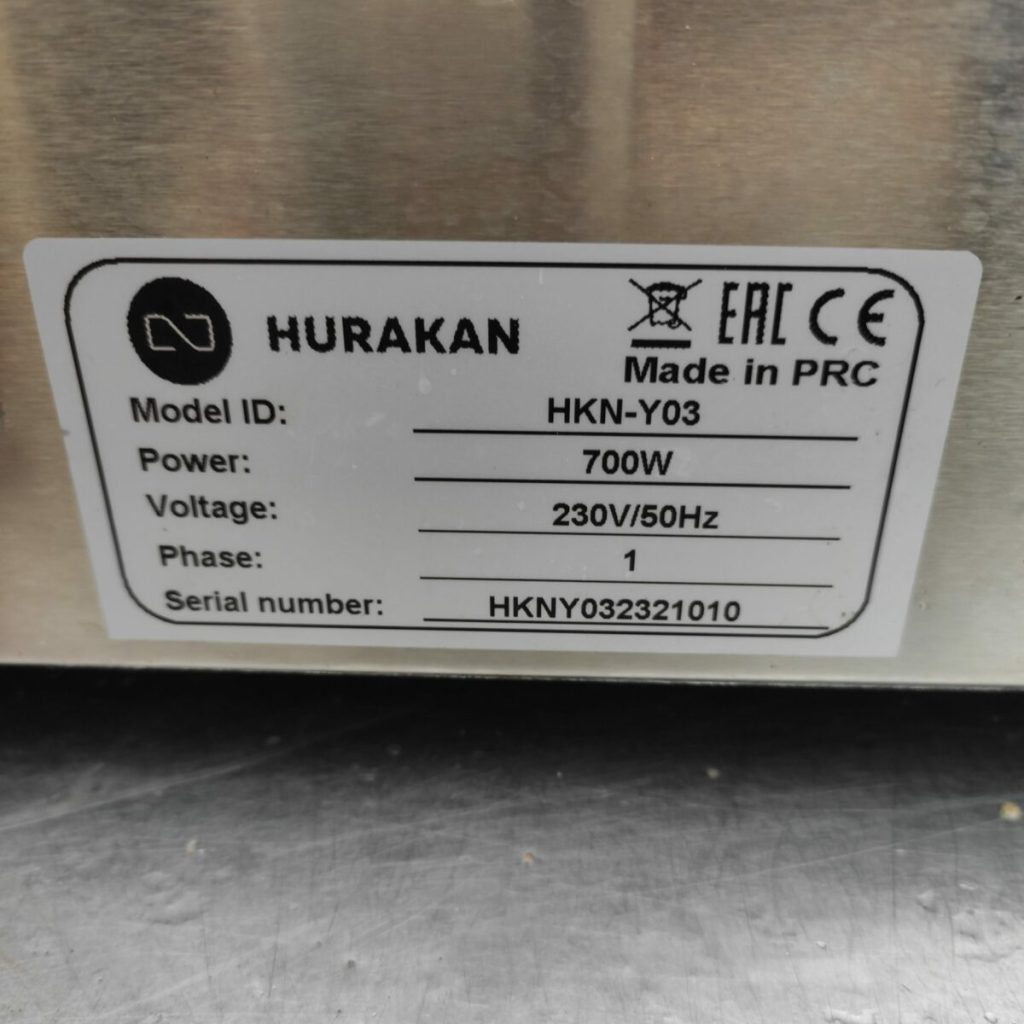 HURAKAN
EAC CE
Made in PRC
Model ID: HKN-Y03
Power: 700W
Voltage: 230V/50Hz
Phase: 1
Serial number: HKNY032321010